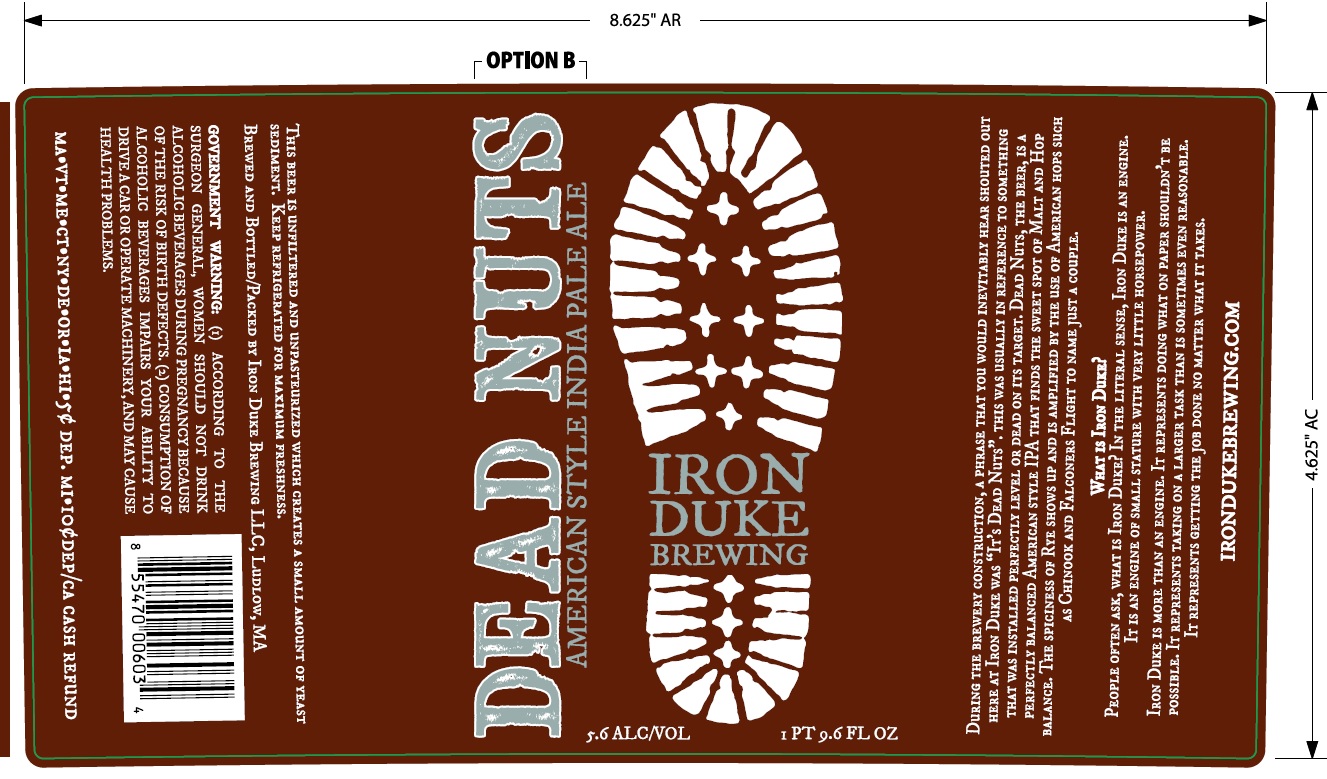 8.625" AR
OPTION B
4.625" AC
MA•VT•ME•CT•NY•DE•OR•IA•HI•5¢ DEP. MI•10¢DEP/CA CASH REFUND
GOVERNMENT WARNING: (1) ACCORDING TO THE
SURGEON GENERAL, WOMEN SHOULD NOT DRINK
ALCOHOLIC BEVERAGES DURING PREGNANCY BECAUSE
OF THE RISK OF BIRTH DEFECTS. (2) CONSUMPTION OF
ALCOHOLIC BEVERAGES IMPAIRS YOUR ABILITY TO
DRIVE A CAR OR OPERATE MACHINERY, AND MAY CAUSE
HEALTH PROBLEMS.
8 55470 00603 4
This beer is unfiltered and unpasteurized which creates a small amount of yeast
sediment. Keep refrigerated for maximum freshness.
Brewed and Bottled/Packed by Iron Duke Brewing LLC, Ludlow, MA
DEAD NUTS
AMERICAN STYLE INDIA PALE ALE
IRON
DUKE
BREWING
5.6 ALC/VOL
1 PT 9.6 FL OZ
During the brewery construction, a phrase that you would inevitably hear shouted out
here at Iron Duke was “It's Dead Nuts”. this was usually in reference to something
that was installed perfectly level or dead on its target. Dead Nuts, the beer, is a
perfectly balanced American style IPA that finds the sweet spot of Malt and Hop
balance. The spiciness of Rye shows up and is amplified by the use of American hops such
as Chinook and Falconers Flight to name just a couple.
What is Iron Duke?
People often ask, what is Iron Duke? In the literal sense, Iron Duke is an engine.
It is an engine of small stature with very little horsepower.
Iron Duke is more than an engine. It represents doing what on paper shouldn't be
possible. It represents taking on a larger task than is sometimes even reasonable.
It represents getting the job done no matter what it takes.
IRONDUKEBREWING.COM